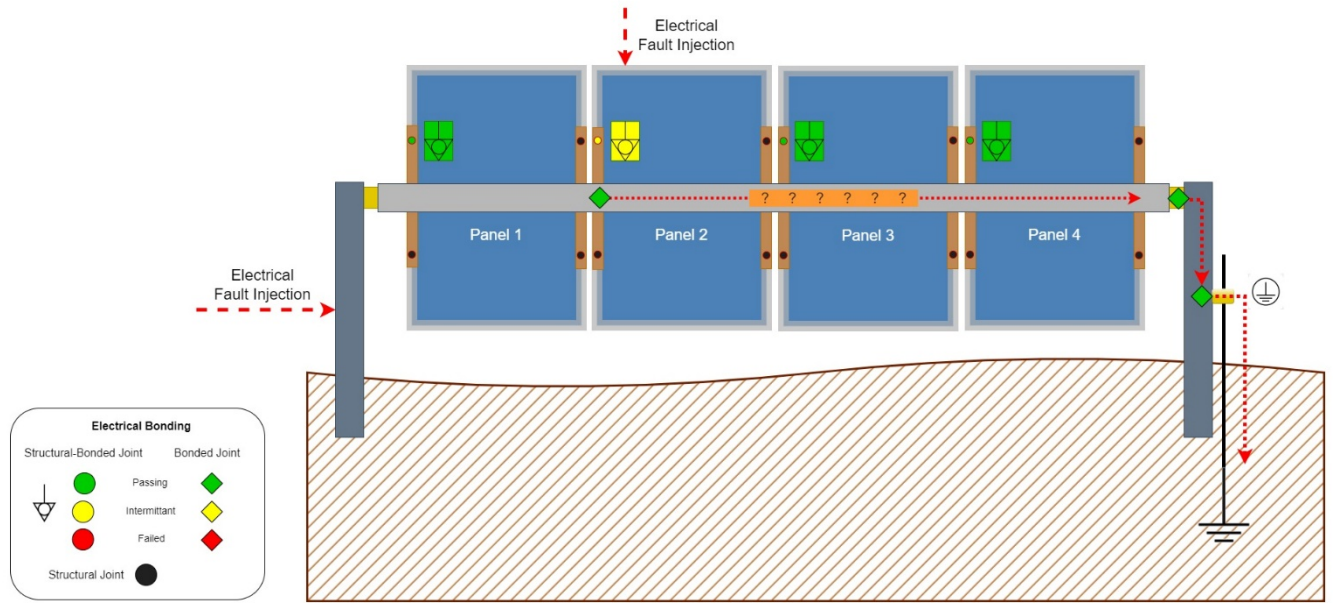 Electrical
Fault Injection
? ? ? ? ? ?
Panel 1
Panel 2
Panel 3
Panel 4
Electrical
Fault Injection
Electrical Bonding
Structural-Bonded Joint
Bonded Joint
Passing
Intermittant
Failed
Structural Joint